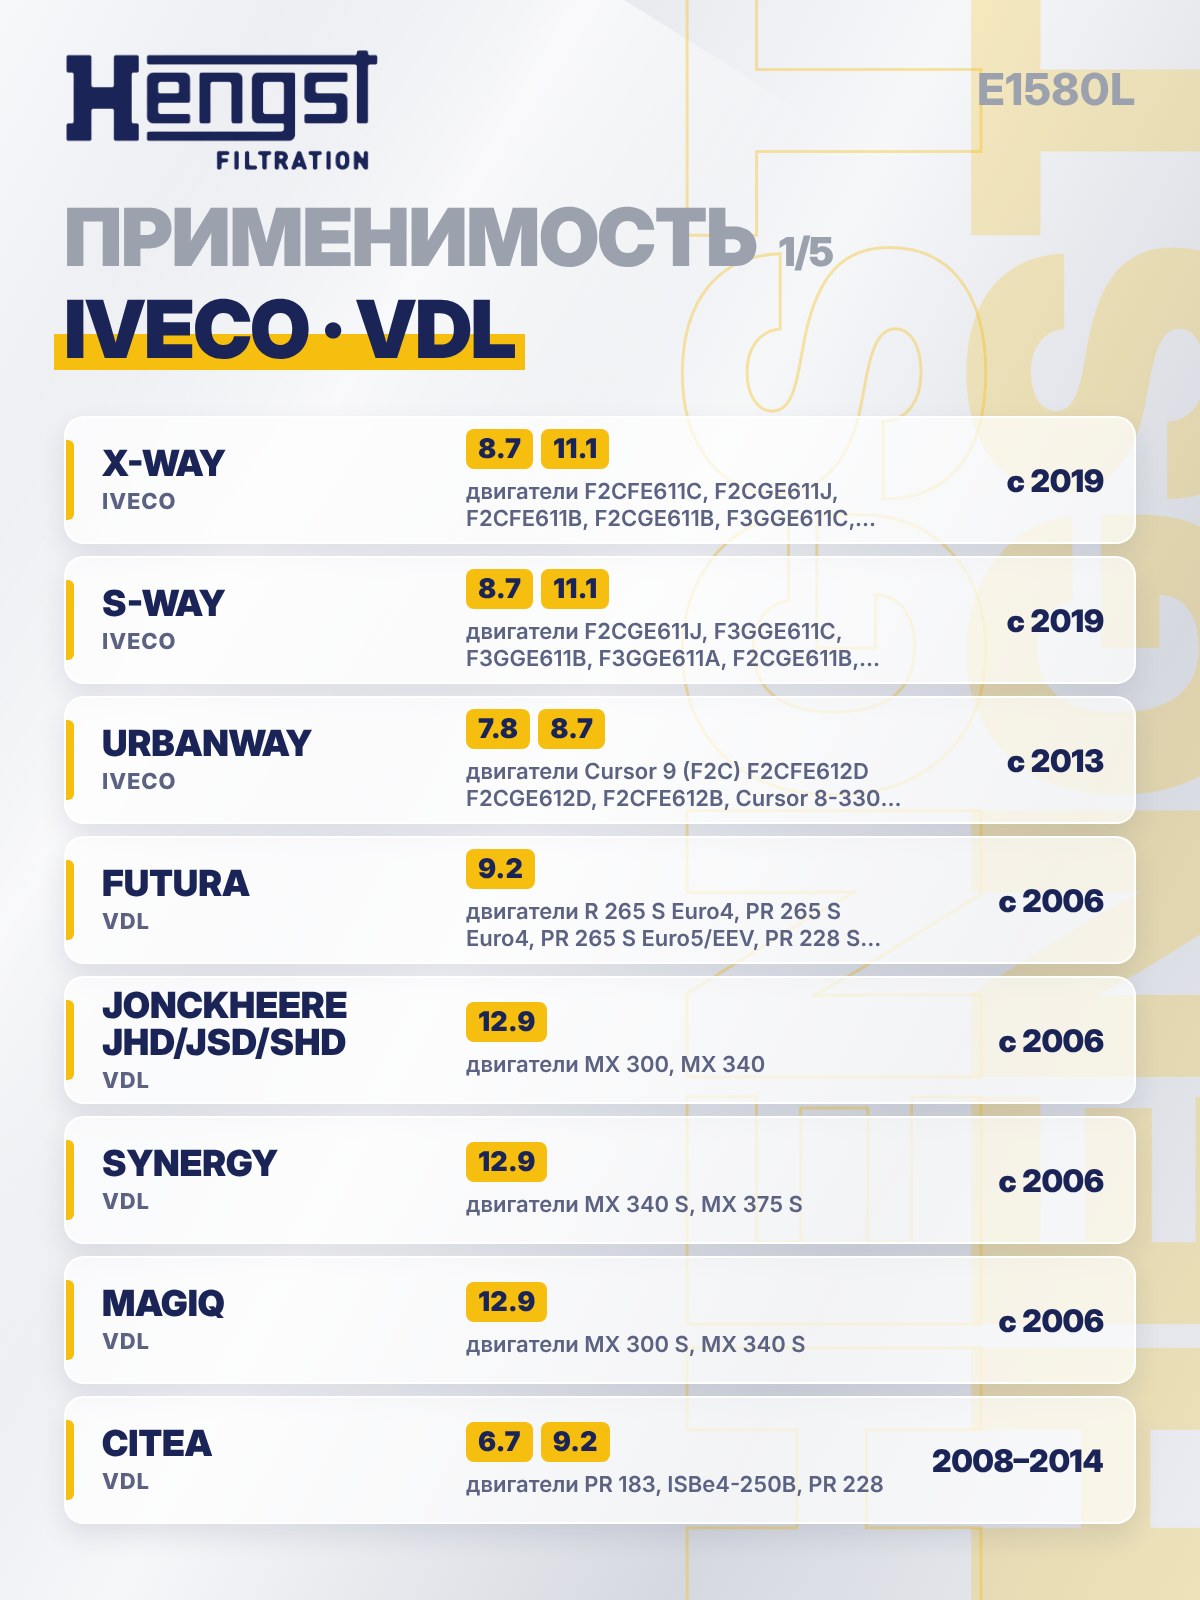 Hengst
FILTRATION
E1580L
ПРИМЕНИМОСТЬ 1/5
IVECO · VDL
X-WAY
IVECO
8.7 11.1
двигатели F2CFE611C, F2CGE611J,
F2CFE611B, F2CGE611B, F3GGE611C,...
с 2019
S-WAY
IVECO
8.7 11.1
двигатели F2CGE611J, F3GGE611C,
F3GGE611B, F3GGE611A, F2CGE611B,...
с 2019
URBANWAY
IVECO
7.8 8.7
двигатели Cursor 9 (F2C) F2CFE612D
F2CGE612D, F2CFE612B, Cursor 8-330...
с 2013
FUTURA
VDL
9.2
двигатели R 265 S Euro4, PR 265 S
Euro4, PR 265 S Euro5/EEV, PR 228 S...
с 2006
JONCKHEERE
JHD/JSD/SHD
VDL
12.9
двигатели MX 300, MX 340
с 2006
SYNERGY
VDL
12.9
двигатели MX 340 S, MX 375 S
с 2006
MAGIQ
VDL
12.9
двигатели MX 300 S, MX 340 S
с 2006
CITEA
VDL
6.7 9.2
двигатели PR 183, ISBe4-250B, PR 228
2008–2014
HENGST
HENGST